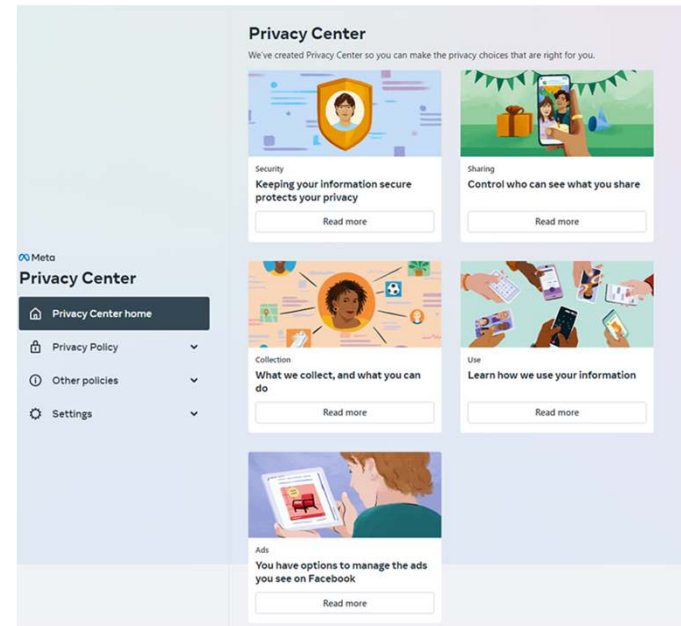 Privacy Center
We've created Privacy Center so you can make the privacy choices that are right for you.
Security
Keeping your information secure
protects your privacy
Read more
Sharing
Control who can see what you share
Read more
Meta
Privacy Center
Privacy Center home
Privacy Policy
Other policies
Settings
Collection
What we collect, and what you can
do
Read more
Use
Learn how we use your information
Read more
Ads
You have options to manage the ads
you see on Facebook
Read more